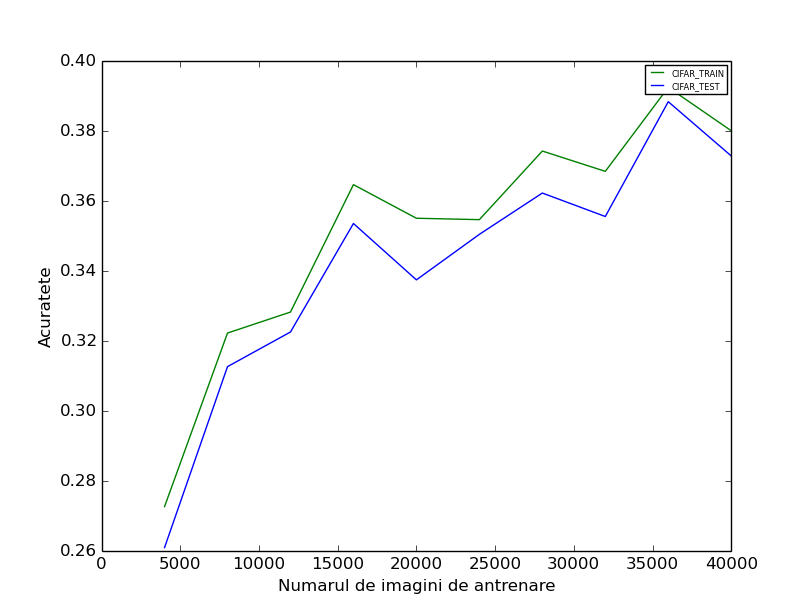 0.40
0.38
0.36
0.34
0.32
0.30
0.28
0.26
Acuratete
CIFAR_TRAIN
CIFAR_TEST
0 5000 10000 15000 20000 25000 30000 35000 40000
Numarul de imagini de antrenare